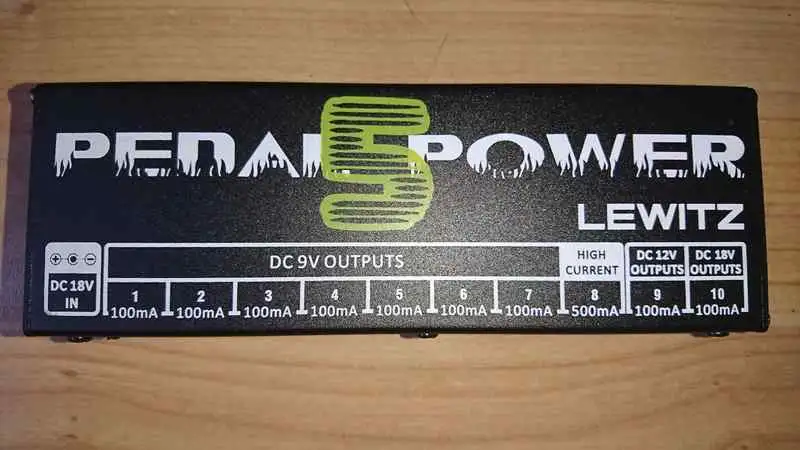 PEDAL 5 POWER
LEWITZ
DC 18V IN
DC 9V OUTPUTS
HIGH CURRENT
DC 12V OUTPUTS
DC 18V OUTPUTS
1 2 3 4 5 6 7 8 9 10
100mA 100mA 100mA 100mA 100mA 100mA 100mA 500mA 100mA 100mA